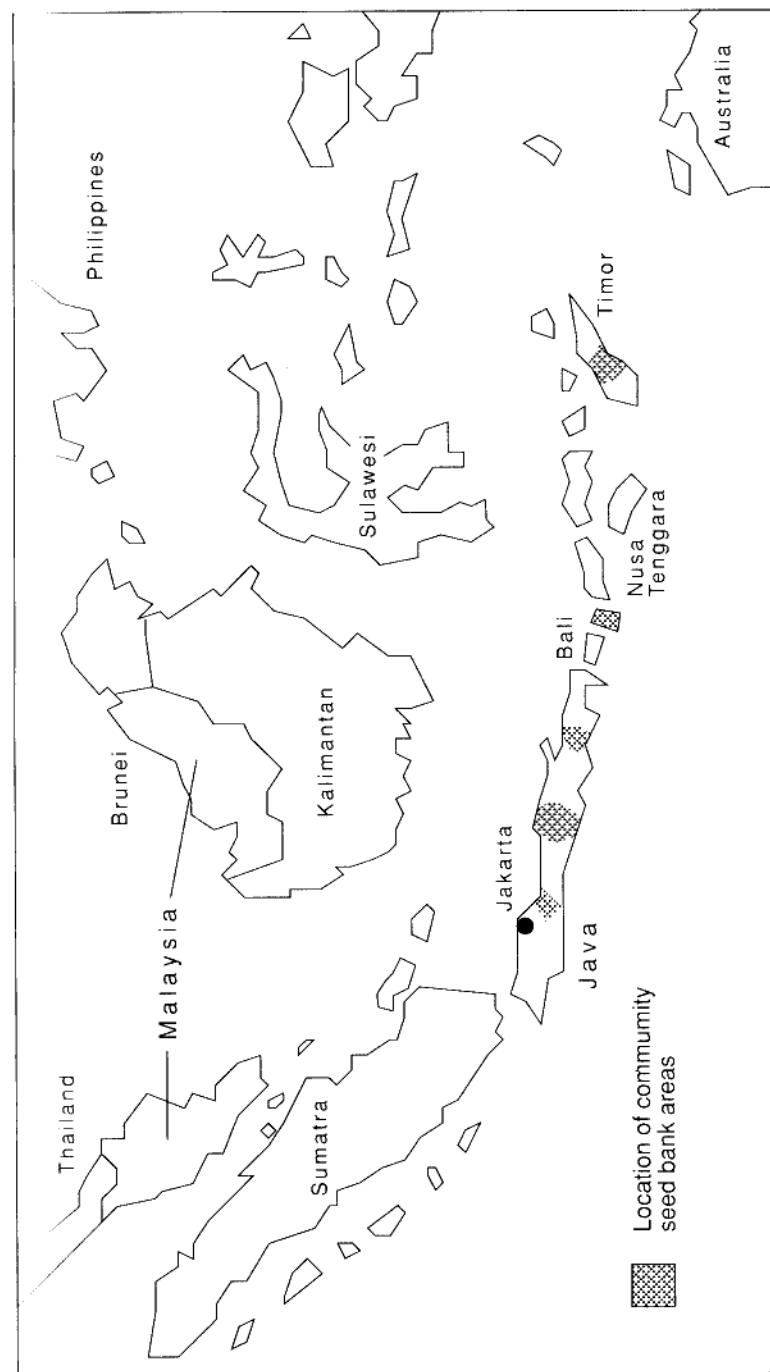 Thailand
Malaysia
Brunei
Philippines
Kalimantan
Sumatra
Sulawesi
Jakarta
Java
Bali
Nusa
Tenggara
Timor
Australia
Location of commumity
seed bank areas